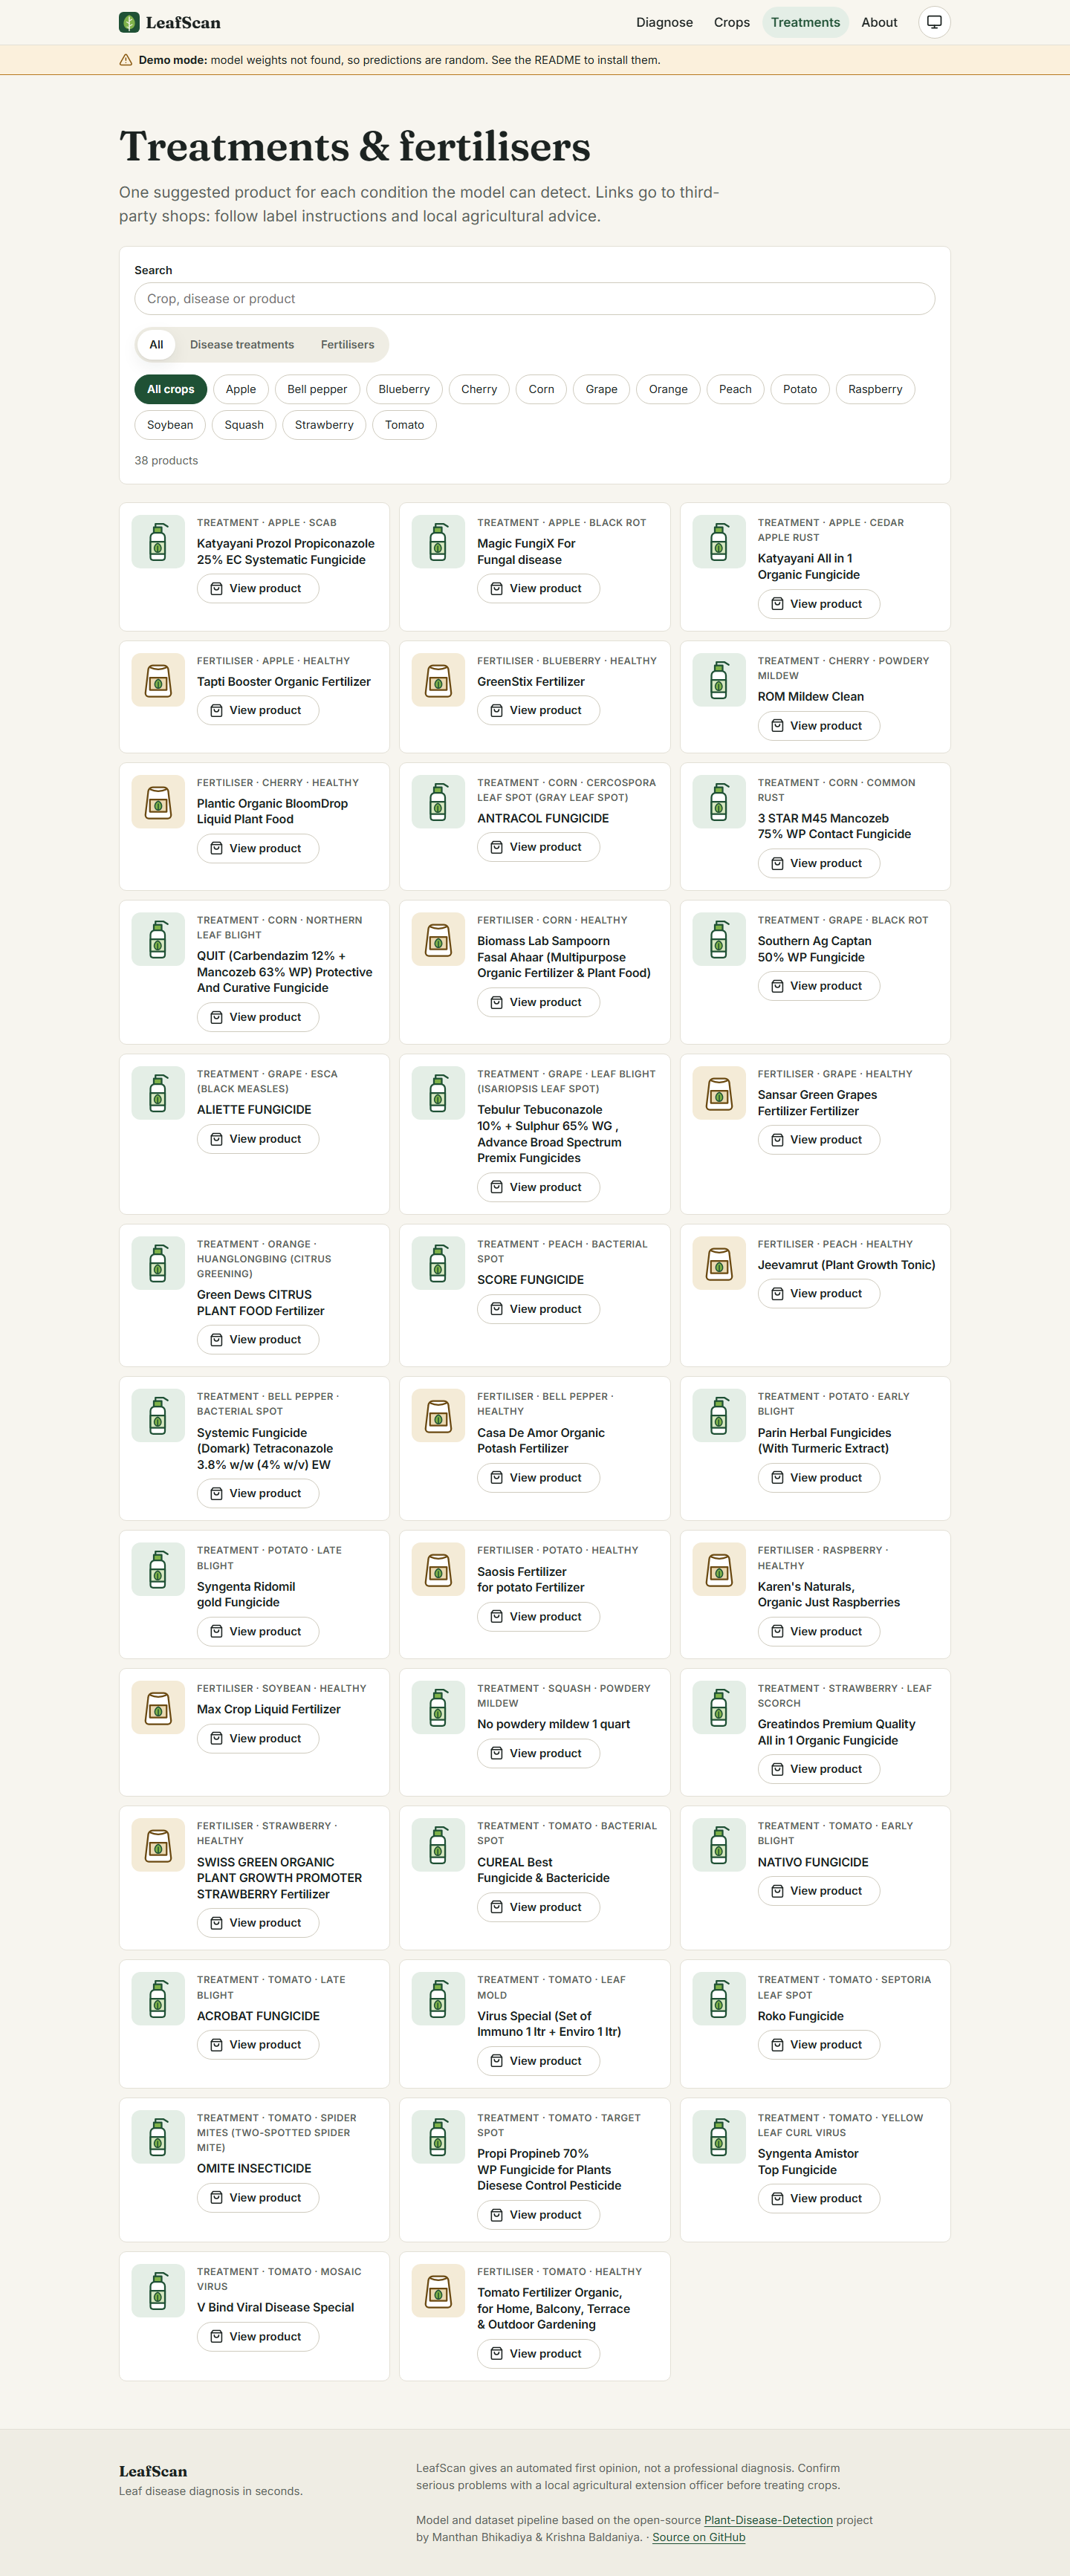 LeafScan
Diagnose Crops Treatments About
Demo mode: model weights not found, so predictions are random. See the README to install them.
Treatments & fertilisers
One suggested product for each condition the model can detect. Links go to third-
party shops: follow label instructions and local agricultural advice.
Search
Crop, disease or product
All Disease treatments Fertilisers
All crops Apple Bell pepper Blueberry Cherry Corn Grape Orange Peach Potato Raspberry
Soybean Squash Strawberry Tomato
38 products
TREATMENT · APPLE · SCAB
Katyayani Prozol Propiconazole
25% EC Systematic Fungicide
View product
TREATMENT · APPLE · BLACK ROT
Magic FungiX For
Fungal disease
View product
TREATMENT · APPLE · CEDAR
APPLE RUST
Katyayani All in 1
Organic Fungicide
View product
FERTILISER · APPLE · HEALTHY
Tapti Booster Organic Fertilizer
View product
FERTILISER · BLUEBERRY · HEALTHY
GreenStix Fertilizer
View product
TREATMENT · CHERRY · POWDERY
MILDEW
ROM Mildew Clean
View product
FERTILISER · CHERRY · HEALTHY
Plantic Organic BloomDrop
Liquid Plant Food
View product
TREATMENT · CORN · CERCOSPORA
LEAF SPOT (GRAY LEAF SPOT)
ANTRACOL FUNGICIDE
View product
TREATMENT · CORN · COMMON
RUST
3 STAR M45 Mancozeb
75% WP Contact Fungicide
View product
TREATMENT · CORN · NORTHERN
LEAF BLIGHT
QUIT (Carbendazim 12% +
Mancozeb 63% WP) Protective
And Curative Fungicide
View product
FERTILISER · CORN · HEALTHY
Biomass Lab Sampoorn
Fasal Ahaar (Multipurpose
Organic Fertilizer & Plant Food)
View product
TREATMENT · GRAPE · BLACK ROT
Southern Ag Captan
50% WP Fungicide
View product
TREATMENT · GRAPE · ESCA
(BLACK MEASLES)
ALIETTE FUNGICIDE
View product
TREATMENT · GRAPE · LEAF BLIGHT
(ISARIOPSIS LEAF SPOT)
Tebulur Tebuconazole
10% + Sulphur 65% WG ,
Advance Broad Spectrum
Premix Fungicides
View product
FERTILISER · GRAPE · HEALTHY
Sansar Green Grapes
Fertilizer Fertilizer
View product
TREATMENT · ORANGE ·
HUANGLONGBING (CITRUS
GREENING)
Green Dews CITRUS
PLANT FOOD Fertilizer
View product
TREATMENT · PEACH · BACTERIAL
SPOT
SCORE FUNGICIDE
View product
FERTILISER · PEACH · HEALTHY
Jeevamrut (Plant Growth Tonic)
View product
TREATMENT · BELL PEPPER ·
BACTERIAL SPOT
Systemic Fungicide
(Domark) Tetraconazole
3.8% w/w (4% w/v) EW
View product
FERTILISER · BELL PEPPER ·
HEALTHY
Casa De Amor Organic
Potash Fertilizer
View product
TREATMENT · POTATO · EARLY
BLIGHT
Parin Herbal Fungicides
(With Turmeric Extract)
View product
TREATMENT · POTATO · LATE
BLIGHT
Syngenta Ridomil
gold Fungicide
View product
FERTILISER · POTATO · HEALTHY
Saosis Fertilizer
for potato Fertilizer
View product
FERTILISER · RASPBERRY ·
HEALTHY
Karen's Naturals,
Organic Just Raspberries
View product
FERTILISER · SOYBEAN · HEALTHY
Max Crop Liquid Fertilizer
View product
TREATMENT · SQUASH · POWDERY
MILDEW
No powdery mildew 1 quart
View product
TREATMENT · STRAWBERRY · LEAF
SCORCH
Greatindos Premium Quality
All in 1 Organic Fungicide
View product
FERTILISER · STRAWBERRY ·
HEALTHY
SWISS GREEN ORGANIC
PLANT GROWTH PROMOTER
STRAWBERRY Fertilizer
View product
TREATMENT · TOMATO · BACTERIAL
SPOT
CUREAL Best
Fungicide & Bactericide
View product
TREATMENT · TOMATO · EARLY
BLIGHT
NATIVO FUNGICIDE
View product
TREATMENT · TOMATO · LATE
BLIGHT
ACROBAT FUNGICIDE
View product
TREATMENT · TOMATO · LEAF
MOLD
Virus Special (Set of
Immuno 1 ltr + Enviro 1 ltr)
View product
TREATMENT · TOMATO · SEPTORIA
LEAF SPOT
Roko Fungicide
View product
TREATMENT · TOMATO · SPIDER
MITES (TWO-SPOTTED SPIDER
MITE)
OMITE INSECTICIDE
View product
TREATMENT · TOMATO · TARGET
SPOT
Propi Propineb 70%
WP Fungicide for Plants
Diesese Control Pesticide
View product
TREATMENT · TOMATO · YELLOW
LEAF CURL VIRUS
Syngenta Amistor
Top Fungicide
View product
TREATMENT · TOMATO · MOSAIC
VIRUS
V Bind Viral Disease Special
View product
FERTILISER · TOMATO · HEALTHY
Tomato Fertilizer Organic,
for Home, Balcony, Terrace
& Outdoor Gardening
View product
LeafScan
Leaf disease diagnosis in seconds.
LeafScan gives an automated first opinion, not a professional diagnosis. Confirm
serious problems with a local agricultural extension officer before treating crops.
Model and dataset pipeline based on the open-source Plant-Disease-Detection project
by Manthan Bhikadiya & Krishna Baldaniya. · Source on GitHub